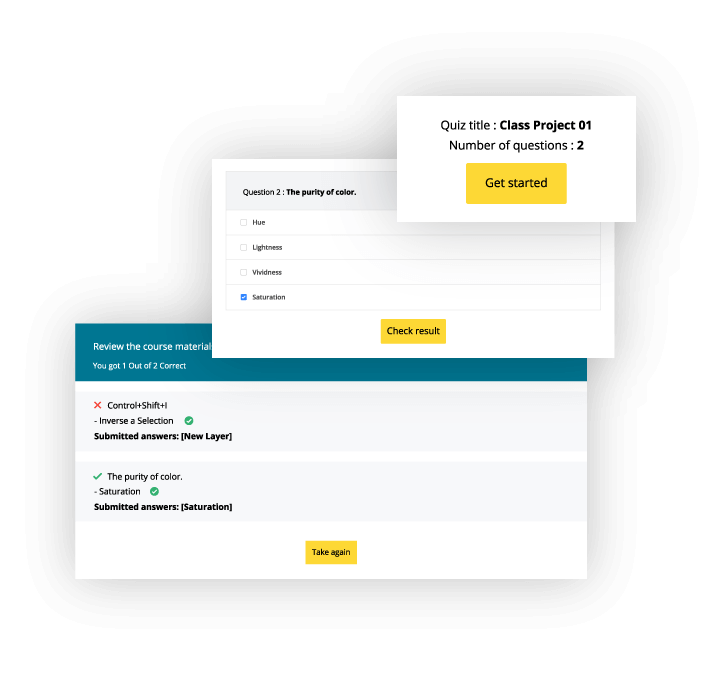 Quiz title : Class Project 01
Number of questions : 2
Get started
Question 2 : The purity of color.
Hue
Lightness
Vividness
Saturation
Check result
Review the course material
You got 1 Out of 2 Correct
Control+Shift+I
- Inverse a Selection
Submitted answers: [New Layer]
The purity of color.
- Saturation
Submitted answers: [Saturation]
Take again